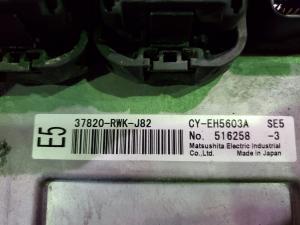 E5
37820-RWK-J82
CY-EH5603A SE5
No. 516258 -3
Matsushita Electric Industrial
Co.,Ltd. Made in Japan